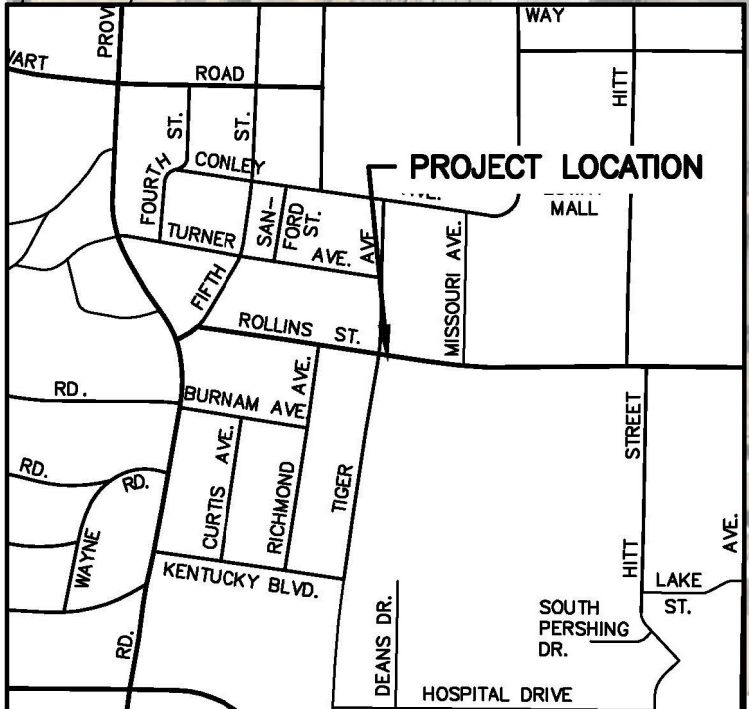 WAY
PROV
WART
ROAD
HITT
ST.
ST.
FOURTH
CONLEY
PROJECT LOCATION
AVE.
MALL
SAN-
FORD
ST.
TURNER
AVE.
AVE
MISSOURI AVE.
FIFTH
ROLLINS ST.
RD.
BURNAM AVE
AVE.
STREET
RD.
RD.
CURTIS
AVE.
RICHMOND
TIGER
WAYNE
KENTUCKY BLVD.
HITT
AVE.
LAKE
ST.
SOUTH
PERSHING
DR.
DEANS DR.
RD.
HOSPITAL DRIVE